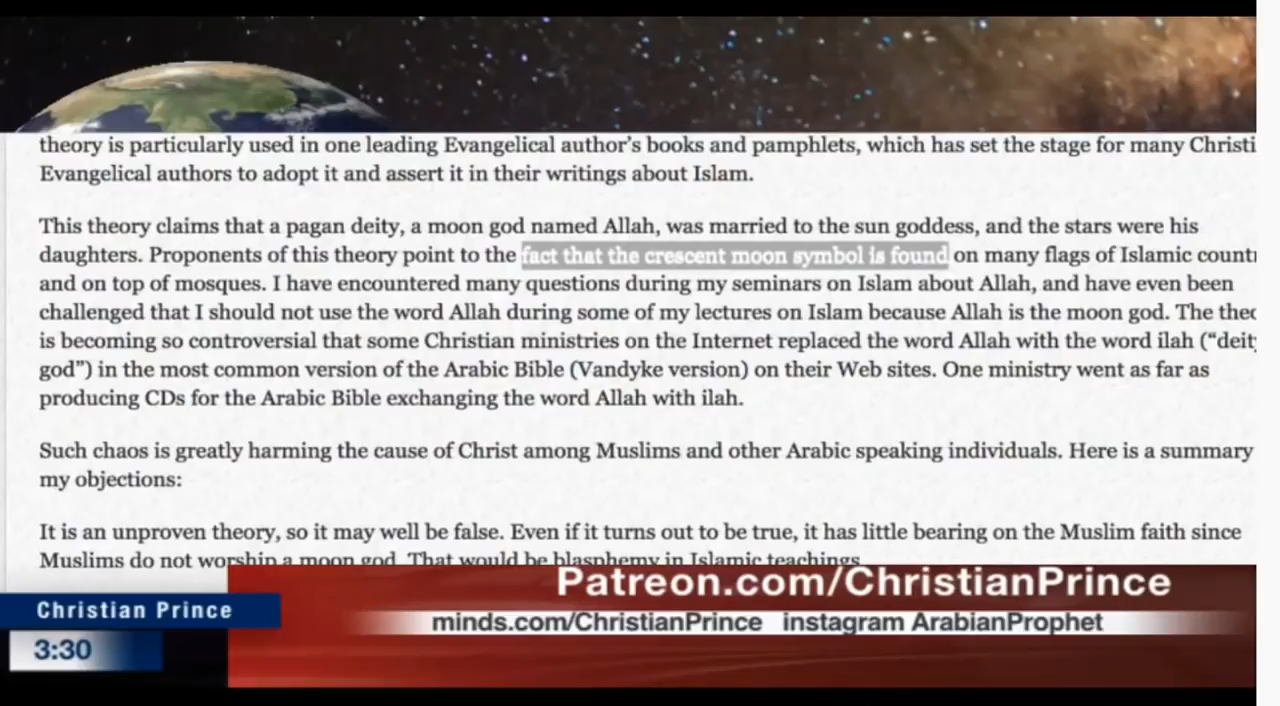 theory is particularly used in one leading Evangelical author's books and pamphlets, which has set the stage for many Christi
Evangelical authors to adopt it and assert it in their writings about Islam.
This theory claims that a pagan deity, a moon god named Allah, was married to the sun goddess, and the stars were his
daughters. Proponents of this theory point to the fact that the crescent moon symbol is found on many flags of Islamic countr
and on top of mosques. I have encountered many questions during my seminars on Islam about Allah, and have even been
challenged that I should not use the word Allah during some of my lectures on Islam because Allah is the moon god. The theo
is becoming so controversial that some Christian ministries on the Internet replaced the word Allah with the word ilah (“deity
god”) in the most common version of the Arabic Bible (Vandyke version) on their Web sites. One ministry went as far as
producing CDs for the Arabic Bible exchanging the word Allah with ilah.
Such chaos is greatly harming the cause of Christ among Muslims and other Arabic speaking individuals. Here is a summary
my objections:
It is an unproven theory, so it may well be false. Even if it turns out to be true, it has little bearing on the Muslim faith since
Muslims do not worship a moon god. That would be blasphemy in Islamic teachings
Patreon.com/ChristianPrince
Christian Prince
minds.com/ChristianPrince instagram ArabianProphet
3:30